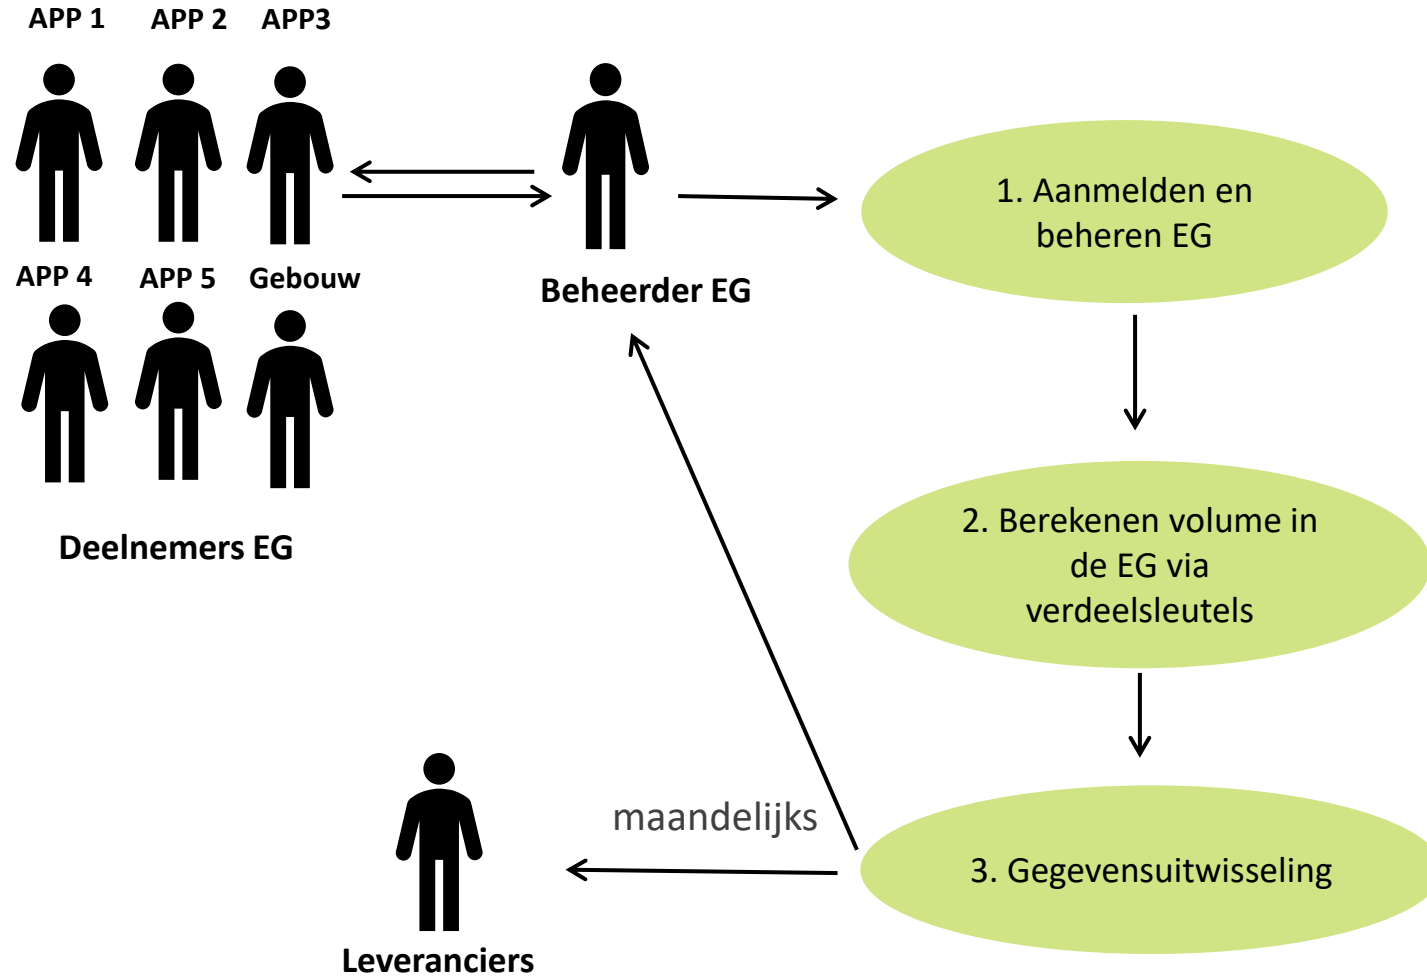 APP 1 APP 2 APP3
APP 4 APP 5 Gebouw
Deelnemers EG
Beheerder EG
1. Aanmelden en
beheren EG
2. Berekenen volume in
de EG via
verdeelsleutels
maandelijks
3. Gegevensuitwisseling
Leveranciers